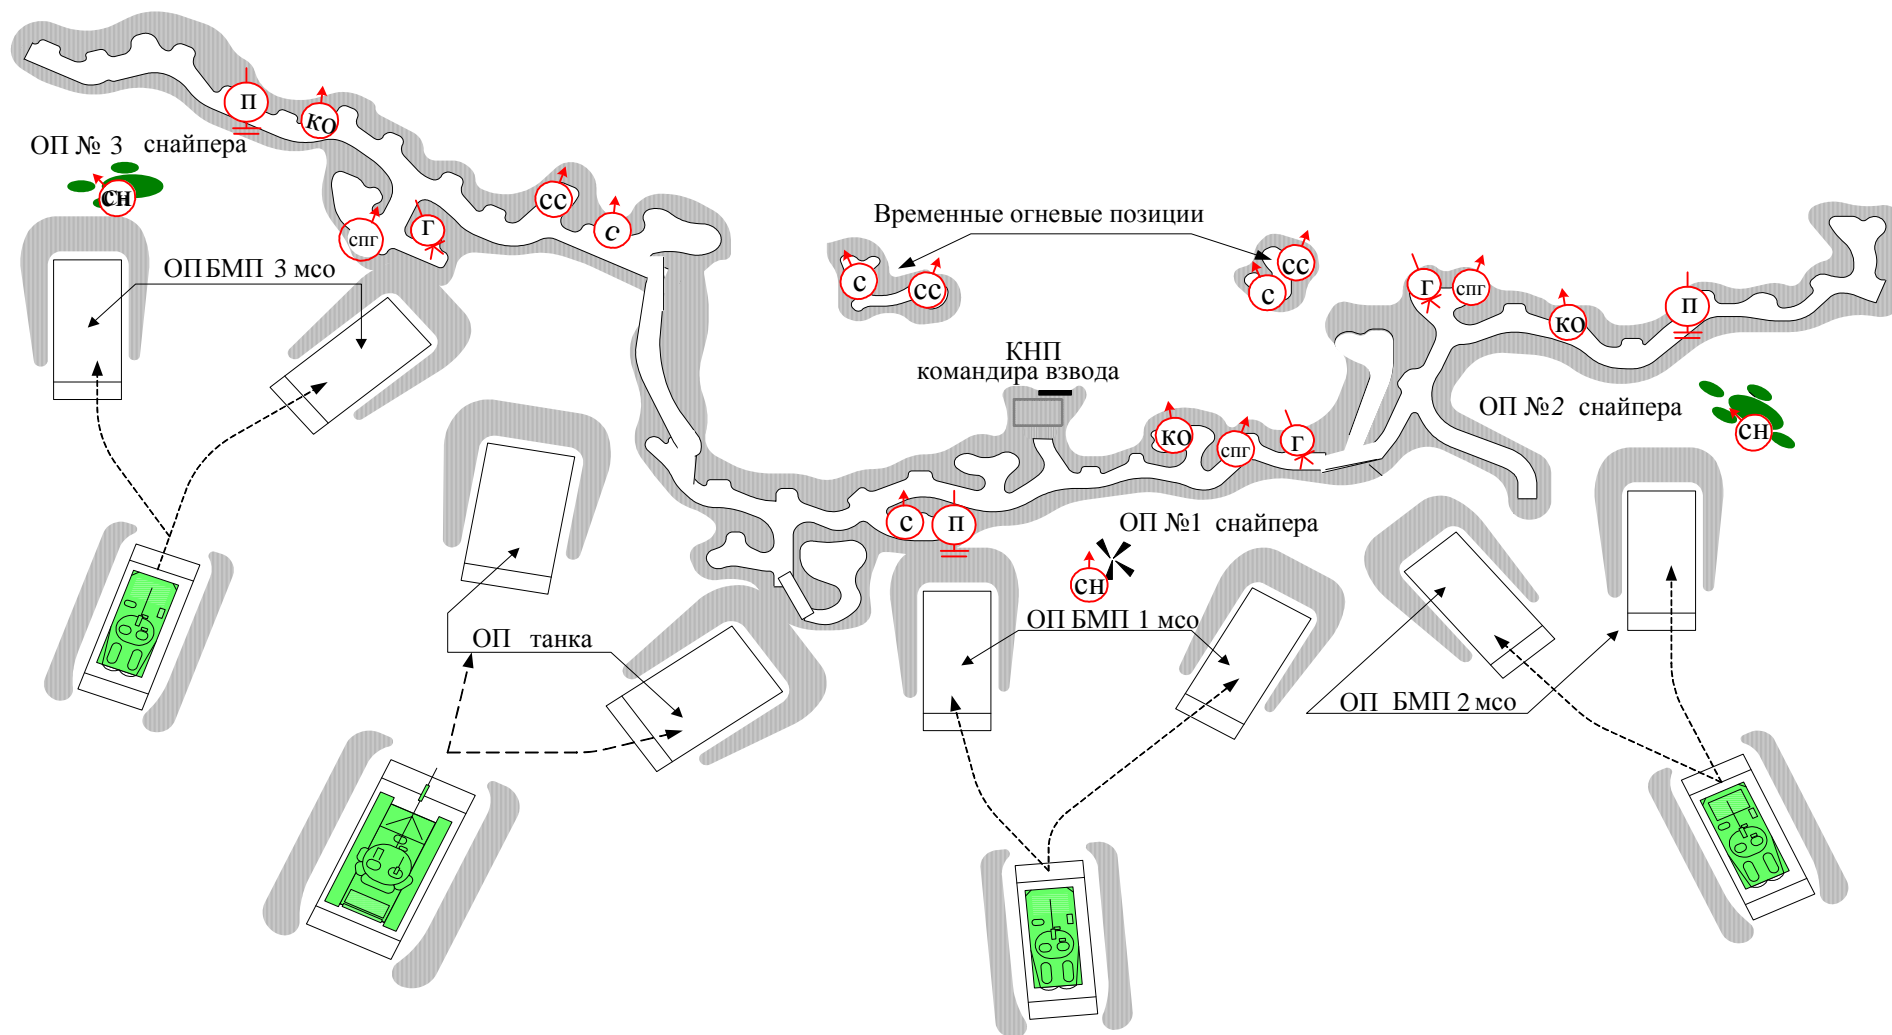 П
КО
ОП № 3 снайпера
СН
СПГ
Г
СС
С
ОП БМП 3 мсо
Временные огневые позиции
С
СС
СС
С
Г
СПГ
КО
П
КНП
командира взвода
ОП №2 снайпера
СН
КО
СПГ
Г
С
П
ОП №1 снайпера
СН
ОП БМП 1 мсо
ОП танка
ОП БМП 2 мсо